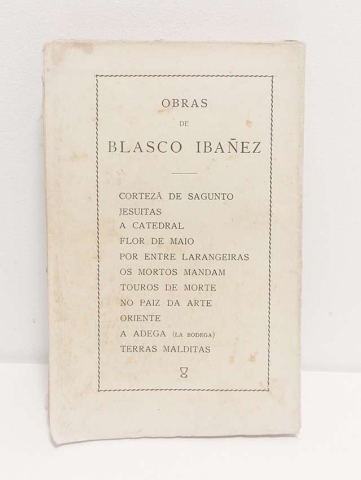 OBRAS
DE
BLASCO IBAÑEZ
CORTEZÃ DE SAGUNTO
JESUITAS
A CATEDRAL
FLOR DE MAIO
POR ENTRE LARANGEIRAS
OS MORTOS MANDAM
TOUROS DE MORTE
NO PAIZ DA ARTE
ORIENTE
A ADEGA (LA BODEGA)
TERRAS MALDITAS